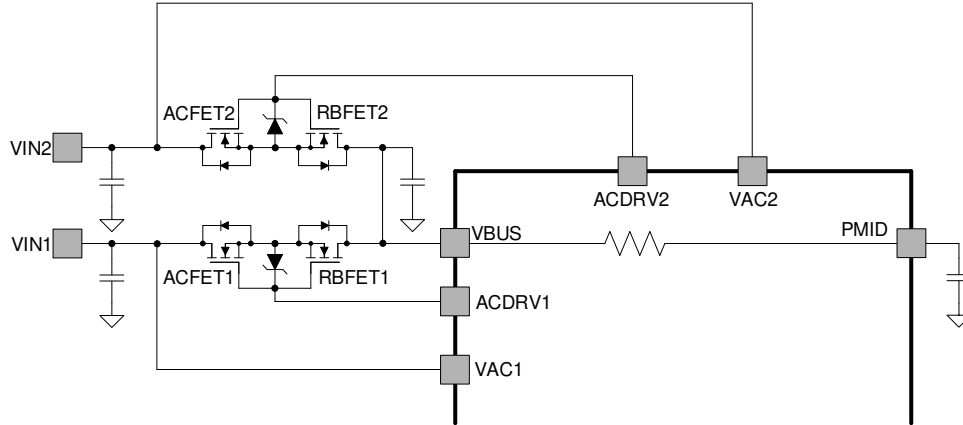 ACFET2
RBFET2
VIN2
ACDRV2
VAC2
VIN1
VBUS
PMID
ACFET1
RBFET1
ACDRV1
VAC1